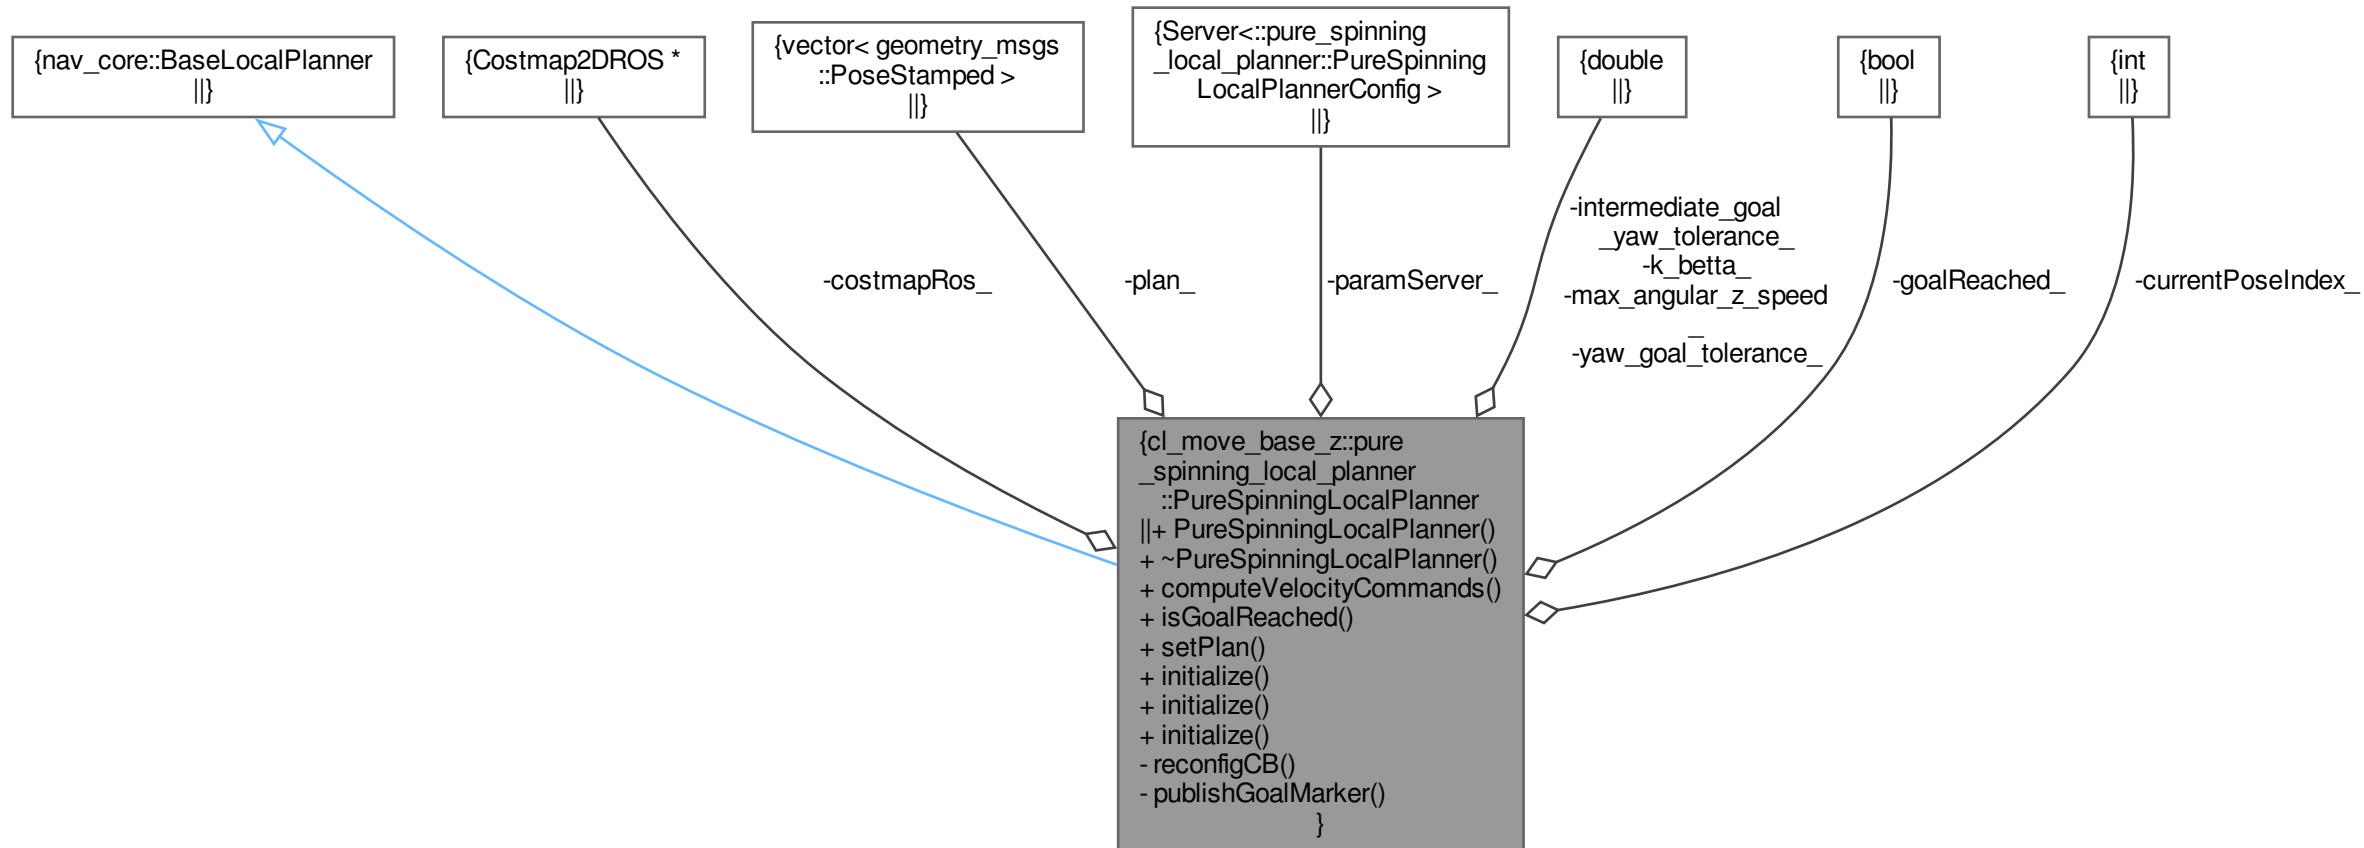 {nav_core::BaseLocalPlanner
||}
{Costmap2DROS *
||}
{vector< geometry_msgs
::PoseStamped >
||}
{Server<::pure_spinning
_local_planner::PureSpinning
LocalPlannerConfig >
||}
{double
||}
{bool
||}
{int
||}
-costmapRos_
-plan_
-paramServer_
-intermediate_goal
_yaw_tolerance_
-k_betta_
-max_angular_z_speed
_
-yaw_goal_tolerance_
-goalReached_
-currentPoseIndex_
{cl_move_base_z::pure
_spinning_local_planner
::PureSpinningLocalPlanner
||+ PureSpinningLocalPlanner()
+ ~PureSpinningLocalPlanner()
+ computeVelocityCommands()
+ isGoalReached()
+ setPlan()
+ initialize()
+ initialize()
+ initialize()
- reconfigCB()
- publishGoalMarker()
}